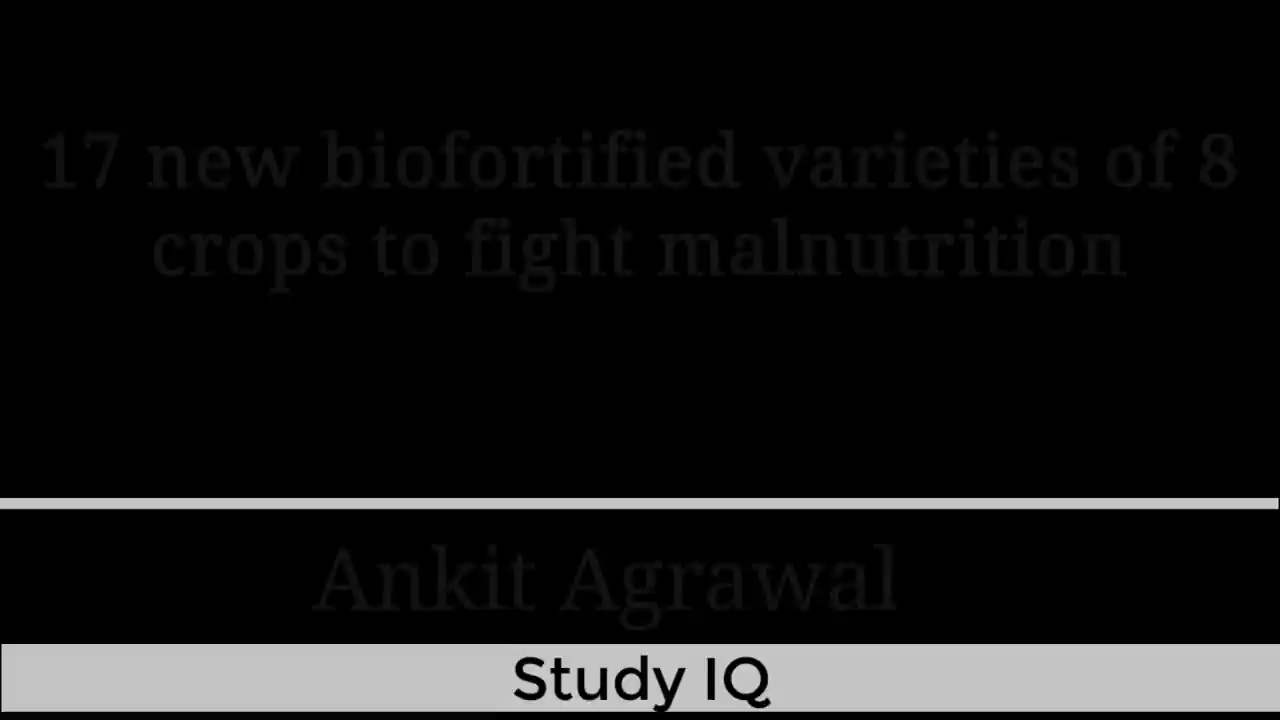 17 new biofortified varieties of 8
crops to fight malnutrition
Ankit Agrawal
Study IQ